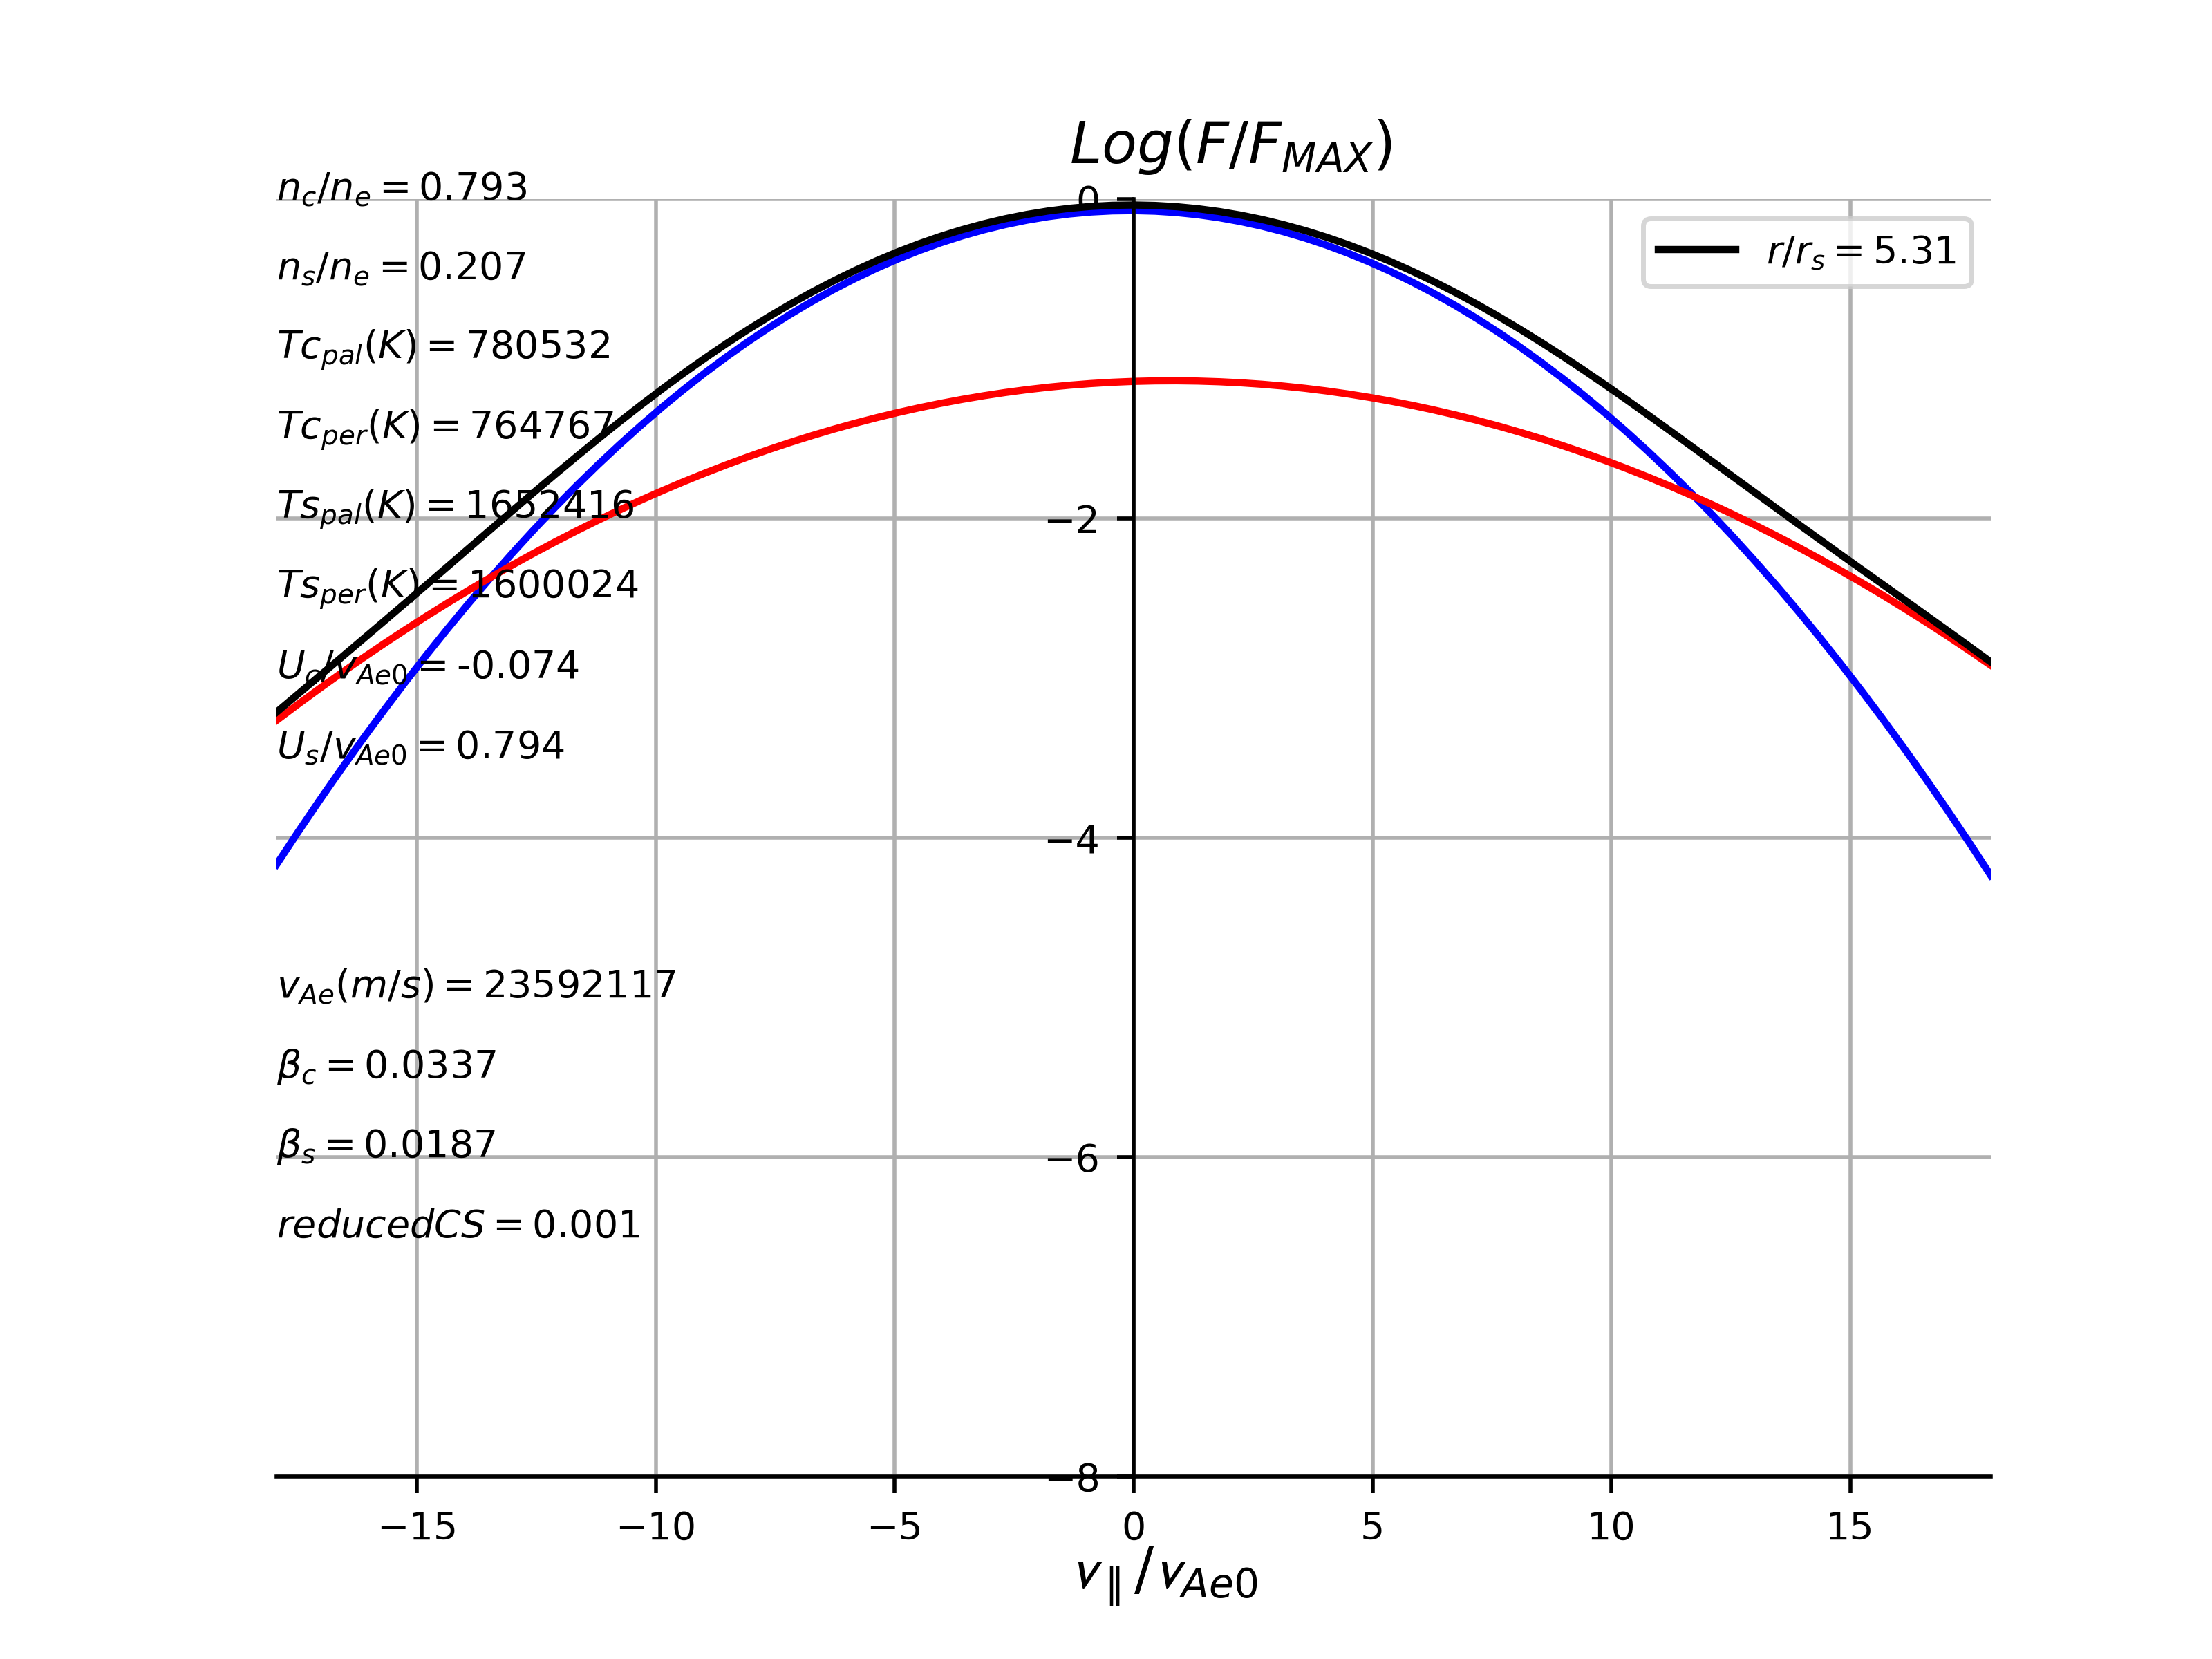 Log(F/F_MAX)
n_c/n_e = 0.793
n_s/n_e = 0.207
Tc_pal(K) = 780532
Tc_per(K) = 764767
Ts_pal(K) = 1652416
Ts_per(K) = 1600024
U_c/v_Ae0 = -0.074
U_s/v_Ae0 = 0.794
v_Ae(m/s) = 23592117
β_c = 0.0337
β_s = 0.0187
reducedCS = 0.001
r/r_s = 5.31
0
−2
−4
−6
−8
−15 −10 −5 0 5 10 15
v_∥/v_Ae0